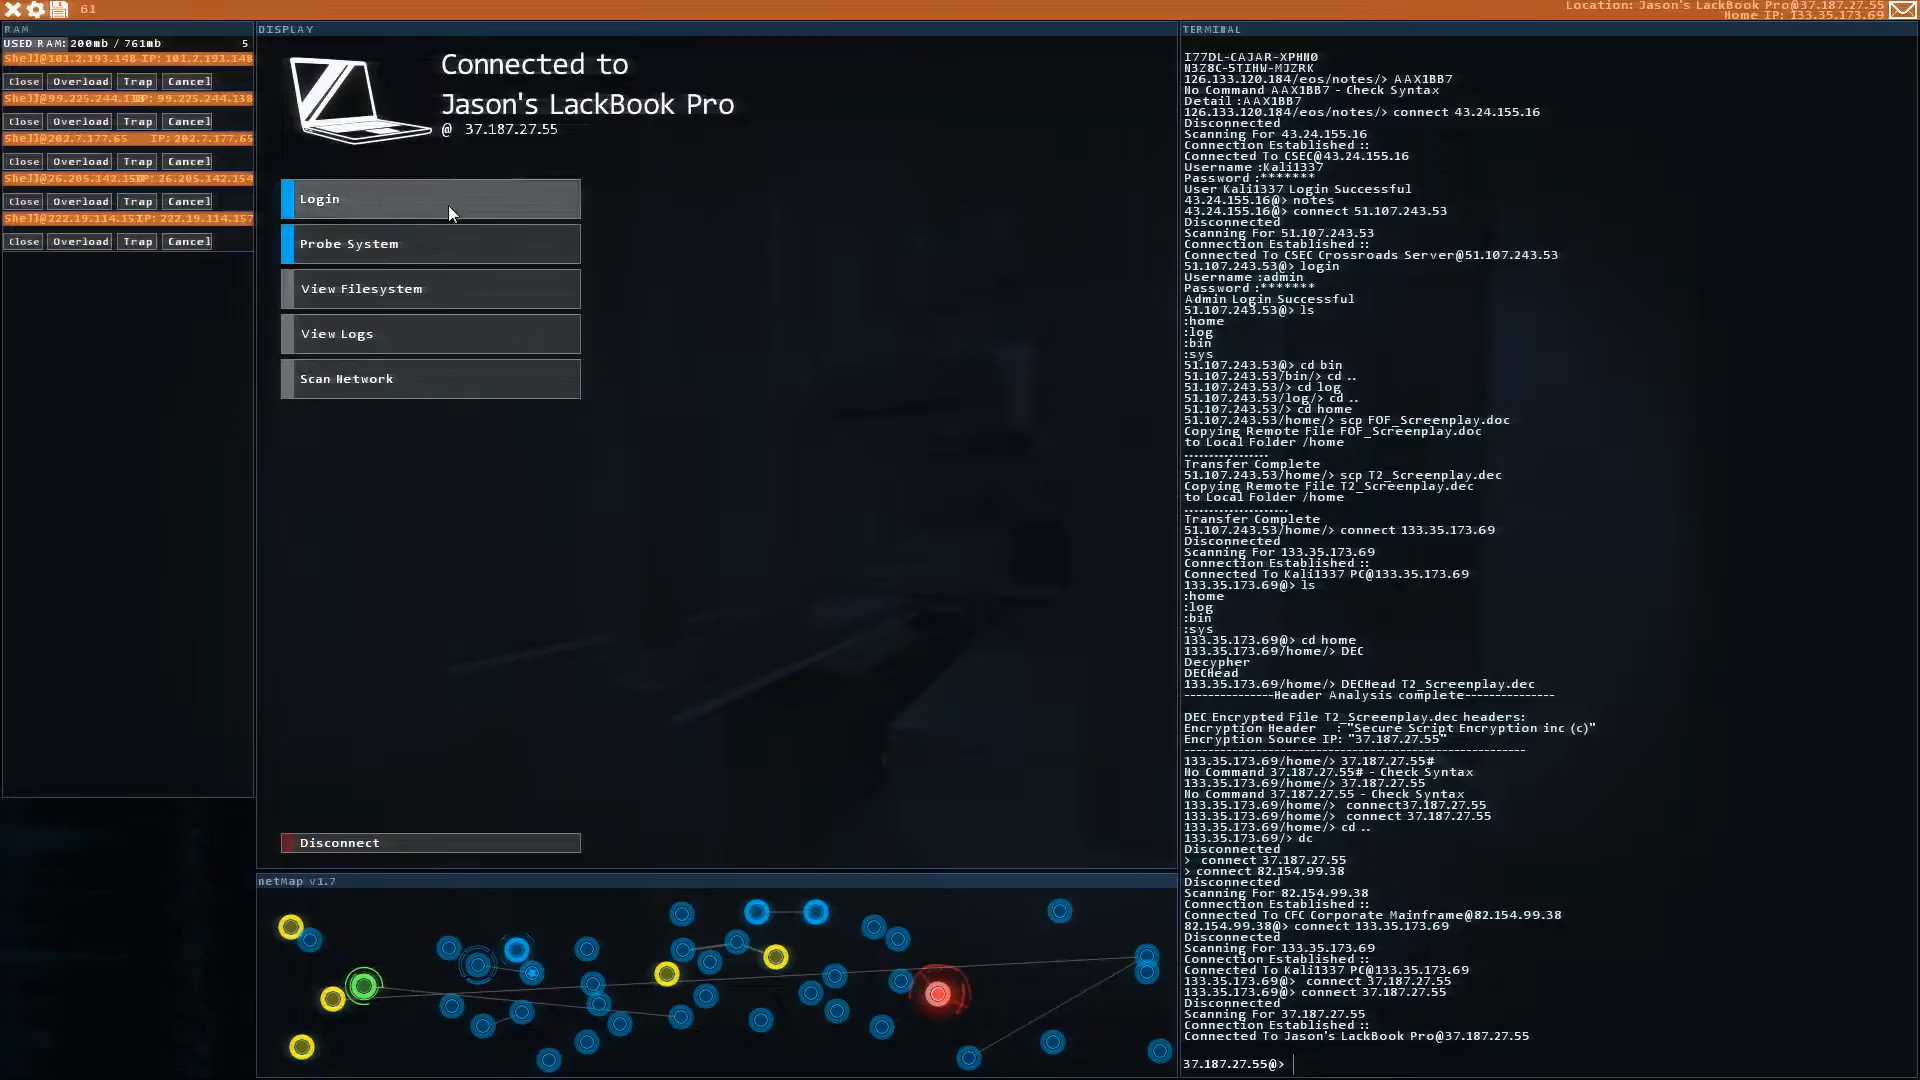 61
Location: Jason's LackBook Pro@37.187.27.55
Home IP: 133.35.173.69
RAM
USED RAM: 200mb / 761mb 5
Shell@101.2.193.148 IP: 101.2.193.148
Close Overload Trap Cancel
IP: 99.225.244.138
Close Overload Trap Cancel
Shell@202.7.177.65 IP: 202.7.177.65
Close Overload Trap Cancel
IP: 26.205.142.154
Close Overload Trap Cancel
IP: 222.19.114.157
Close Overload Trap Cancel
DISPLAY
Connected to
Jason's LackBook Pro
@ 37.187.27.55
Login
Probe System
View Filesystem
View Logs
Scan Network
Disconnect
netMap v1.7
TERMINAL
I77DL-CAJAR-XPHN0
N3Z8C-5TIHW-MJZRK
126.133.120.184/eos/notes/> AAX1BB7
No Command AAX1BB7 - Check Syntax
Detail :AAX1BB7
126.133.120.184/eos/notes/> connect 43.24.155.16
Disconnected
Scanning For 43.24.155.16
Connection Established ::
Connected To CSEC@43.24.155.16
Username :Kali1337
Password :*******
User Kali1337 Login Successful
43.24.155.16@> notes
43.24.155.16@> connect 51.107.243.53
Disconnected
Scanning For 51.107.243.53
Connection Established ::
Connected To CSEC Crossroads Server@51.107.243.53
51.107.243.53@> login
Username :admin
Password :*******
Admin Login Successful
51.107.243.53@> ls
:home
:log
:bin
:sys
51.107.243.53@> cd bin
51.107.243.53/bin/> cd ..
51.107.243.53/> cd log
51.107.243.53/log/> cd ..
51.107.243.53/> cd home
51.107.243.53/home/> scp FOF_Screenplay.doc
Copying Remote File FOF_Screenplay.doc
to Local Folder /home
.................
Transfer Complete
51.107.243.53/home/> scp T2_Screenplay.dec
Copying Remote File T2_Screenplay.dec
to Local Folder /home
.....................
Transfer Complete
51.107.243.53/home/> connect 133.35.173.69
Disconnected
Scanning For 133.35.173.69
Connection Established ::
Connected To Kali1337 PC@133.35.173.69
133.35.173.69@> ls
:home
:log
:bin
:sys
133.35.173.69@> cd home
133.35.173.69/home/> DEC
Decypher
DECHead
133.35.173.69/home/> DECHead T2_Screenplay.dec
---------------Header Analysis complete---------------
DEC Encrypted File T2_Screenplay.dec headers:
Encryption Header : "Secure Script Encryption inc (c)"
Encryption Source IP: "37.187.27.55"
---------------------------------------------------------
133.35.173.69/home/> 37.187.27.55#
No Command 37.187.27.55# - Check Syntax
133.35.173.69/home/> 37.187.27.55
No Command 37.187.27.55 - Check Syntax
133.35.173.69/home/> connect37.187.27.55
133.35.173.69/home/> connect 37.187.27.55
133.35.173.69/home/> cd ..
133.35.173.69/> dc
Disconnected
> connect 37.187.27.55
> connect 82.154.99.38
Disconnected
Scanning For 82.154.99.38
Connection Established ::
Connected To CFC Corporate Mainframe@82.154.99.38
82.154.99.38@> connect 133.35.173.69
Disconnected
Scanning For 133.35.173.69
Connection Established ::
Connected To Kali1337 PC@133.35.173.69
133.35.173.69@> connect 37.187.27.55
133.35.173.69@> connect 37.187.27.55
Disconnected
Scanning For 37.187.27.55
Connection Established ::
Connected To Jason's LackBook Pro@37.187.27.55
37.187.27.55@>